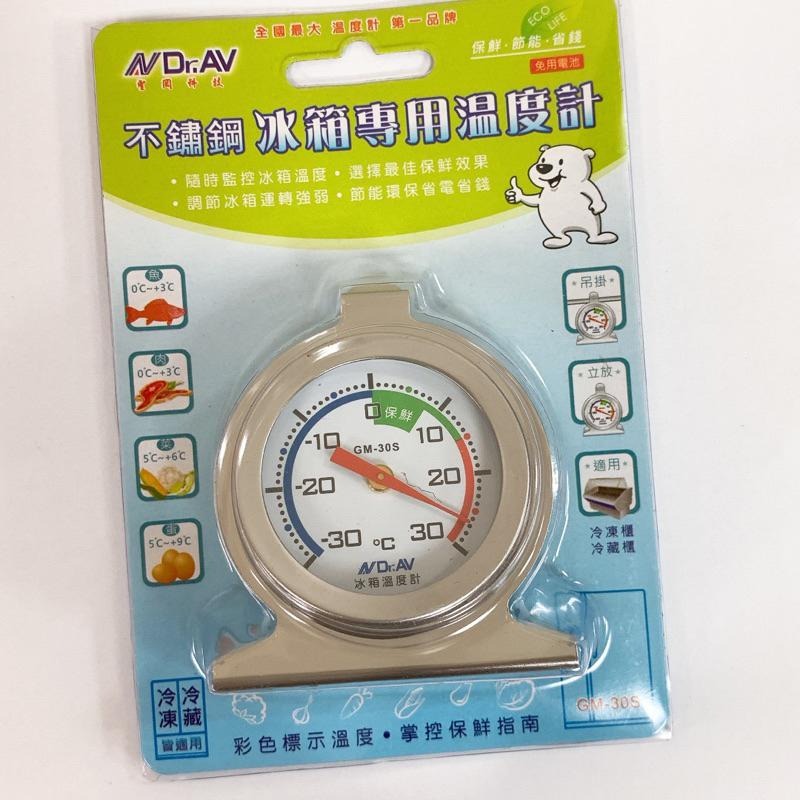 全國最大 溫度計 第一品牌
ECO LIFE
保鮮·節能·省錢
免用電池
Dr.AV
聖岡科技
不鏽鋼 冰箱專用溫度計
·隨時監控冰箱溫度·選擇最佳保鮮效果
·調節冰箱運轉強弱·節能環保省電省錢
魚
0℃~+3℃
肉
0℃~+3℃
菜
5℃~+6℃
蛋
5℃~+9℃
吊掛
立放
適用
冷凍櫃
冷藏櫃
0
保鮮
-10
10
GM-30S
-20
20
-30
℃
30
Dr.AV
冰箱溫度計
GM-30S
冷凍
冷藏
皆適用
彩色標示溫度·掌控保鮮指南